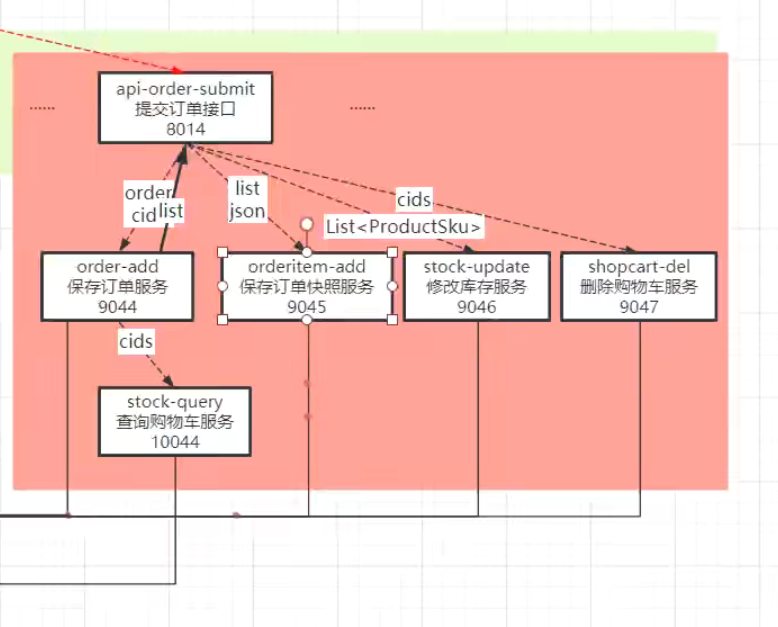 api-order-submit
提交订单接口
8014
......
......
order
cid
list
list
json
cids
List<ProductSku>
order-add
保存订单服务
9044
orderitem-add
保存订单快照服务
9045
stock-update
修改库存服务
9046
shopcart-del
删除购物车服务
9047
cids
stock-query
查询购物车服务
10044